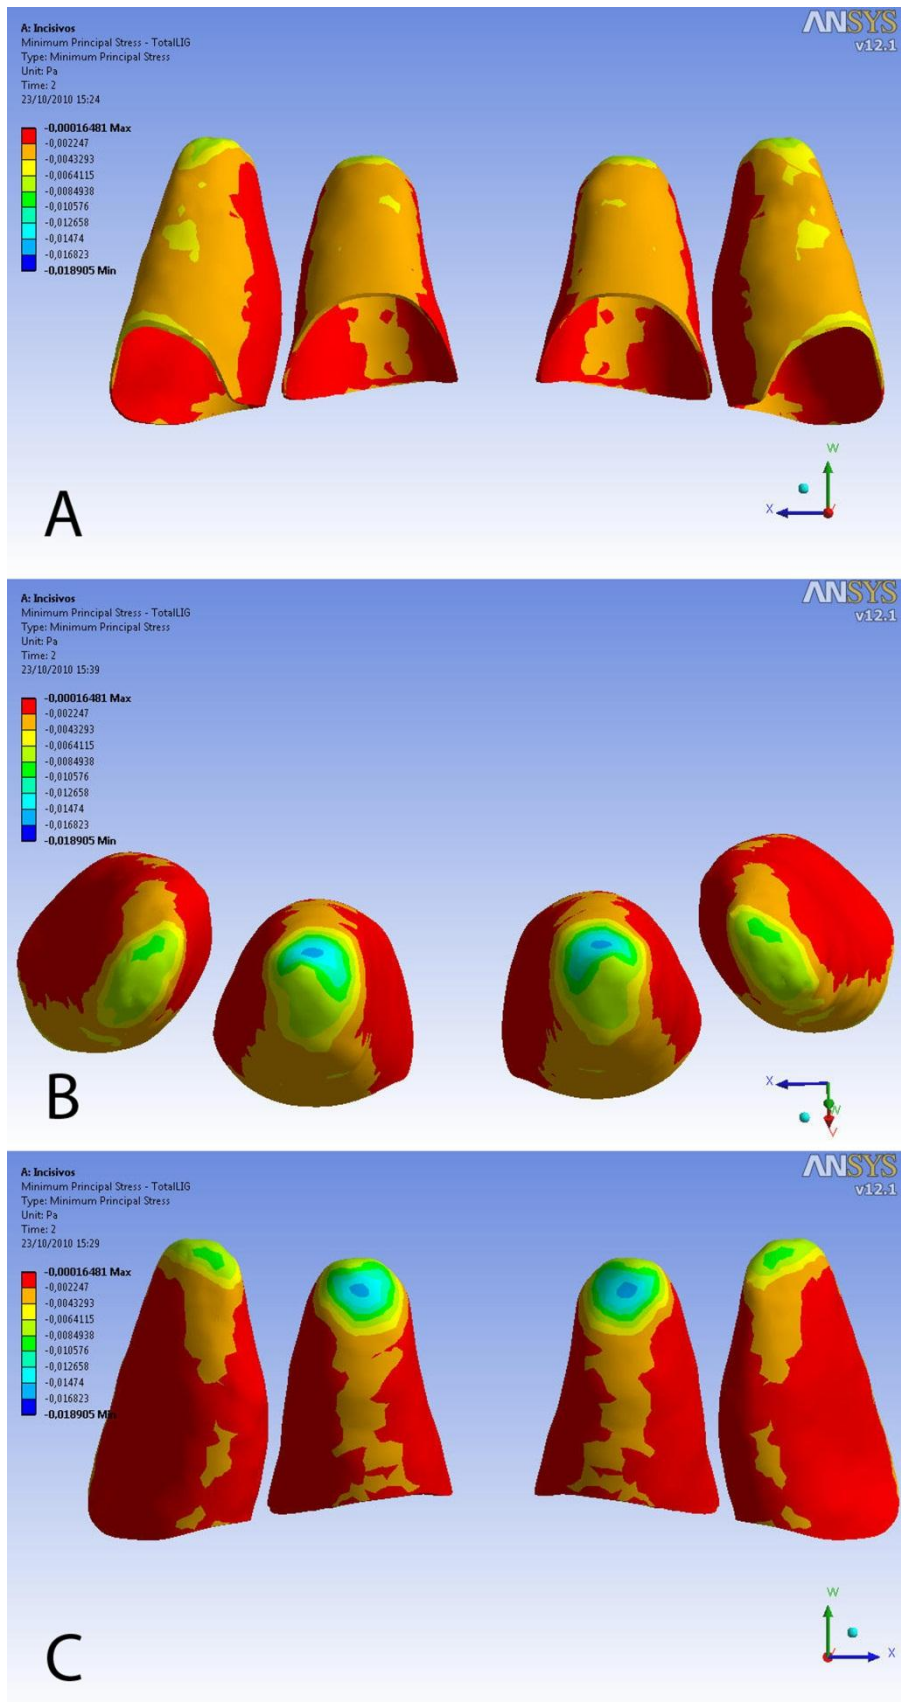 A: Incisivos
Minimum Principal Stress - TotalLIG
Type: Minimum Principal Stress
Unit: Pa
Time: 2
23/10/2010 15:24
ANSYS
v12.1
-0,00016481 Max
-0,002247
-0,0043293
-0,0064115
-0,0084938
-0,010576
-0,012658
-0,01474
-0,016823
-0,018905 Min
W
X
A
A: Incisivos
Minimum Principal Stress - TotalLIG
Type: Minimum Principal Stress
Unit: Pa
Time: 2
23/10/2010 15:39
ANSYS
v12.1
-0,00016481 Max
-0,002247
-0,0043293
-0,0064115
-0,0084938
-0,010576
-0,012658
-0,01474
-0,016823
-0,018905 Min
X
W
V
B
A: Incisivos
Minimum Principal Stress - TotalLIG
Type: Minimum Principal Stress
Unit: Pa
Time: 2
23/10/2010 15:29
ANSYS
v12.1
-0,00016481 Max
-0,002247
-0,0043293
-0,0064115
-0,0084938
-0,010576
-0,012658
-0,01474
-0,016823
-0,018905 Min
W
X
C